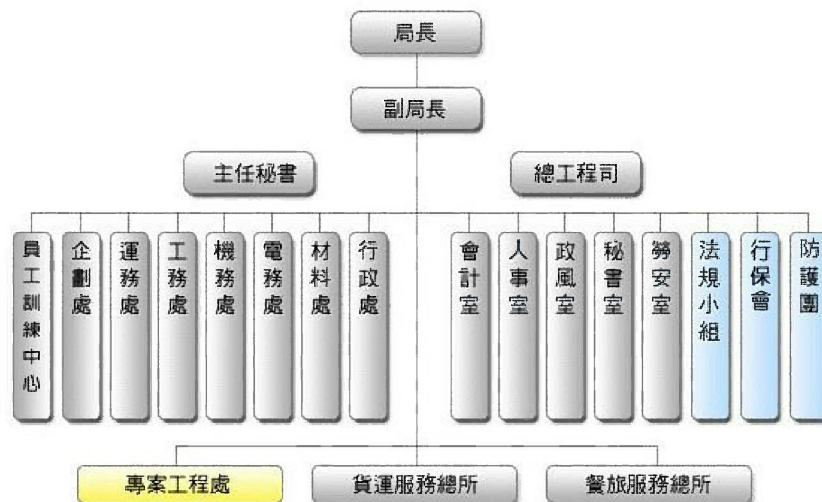 局長
副局長
主任秘書
總工程司
員工訓練中心
企劃處
運務處
工務處
機務處
電務處
材料處
行政處
會計室
人事室
政風室
秘書室
勞安室
法規小組
行保會
防護團
專案工程處
貨運服務總所
餐旅服務總所